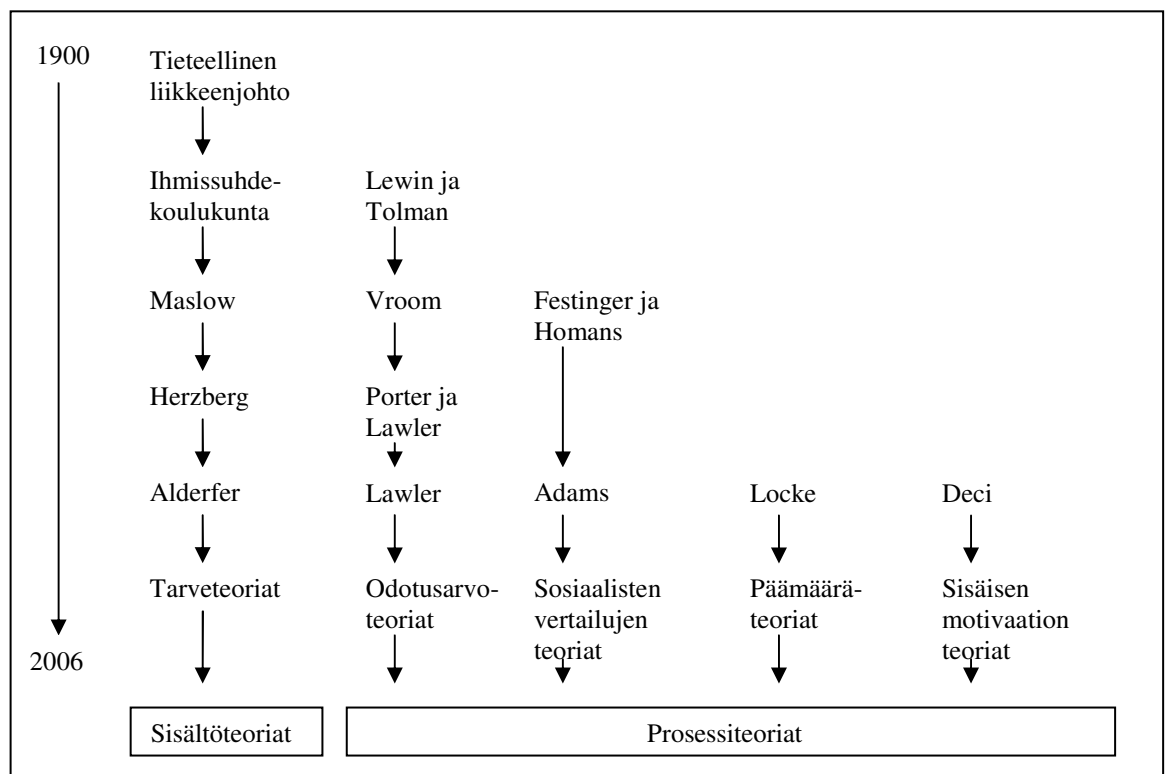 1900
Tieteellinen
liikkeenjohto
Ihmissuhde-
koulukunta
Lewin ja
Tolman
Maslow
Vroom
Festinger ja
Homans
Herzberg
Porter ja
Lawler
Alderfer
Lawler
Adams
Locke
Deci
Tarveteoriat
Odotusarvo-
teoriat
Sosiaalisten
vertailujen
teoriat
Päämäärä-
teoriat
Sisäisen
motivaation
teoriat
2006
Sisältöteoriat
Prosessiteoriat